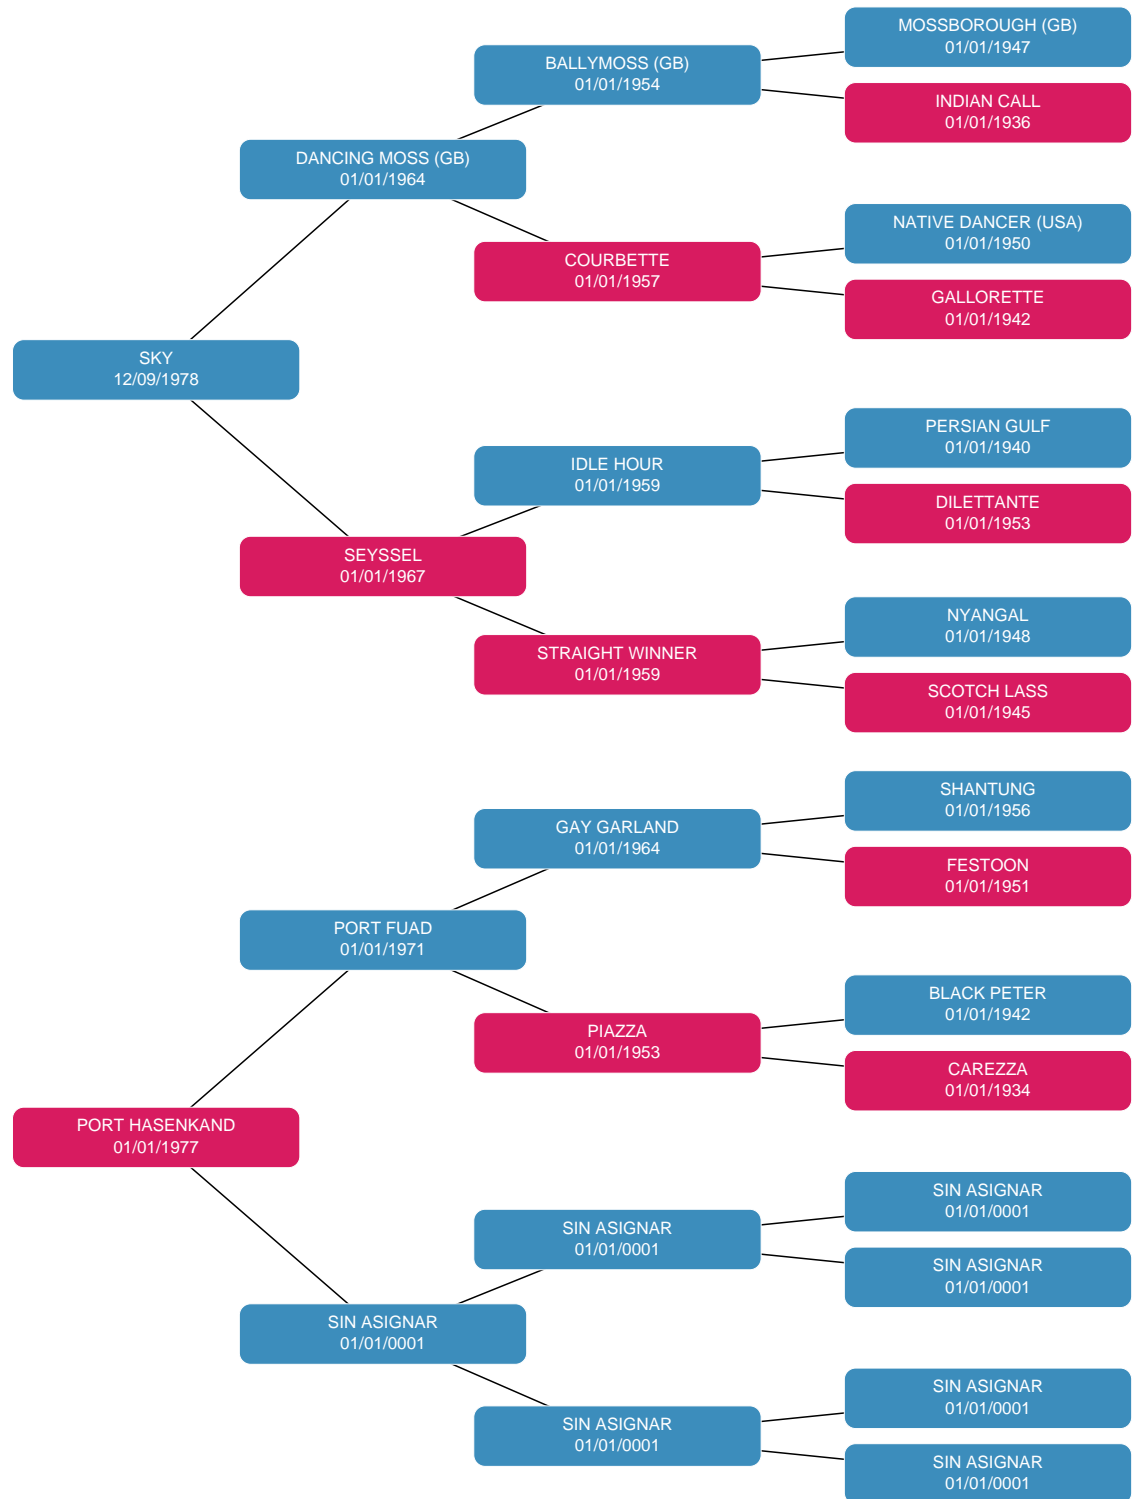 MOSSBOROUGH (GB)
01/01/1947
BALLYMOSS (GB)
01/01/1954
INDIAN CALL
01/01/1936
DANCING MOSS (GB)
01/01/1964
NATIVE DANCER (USA)
01/01/1950
COURBETTE
01/01/1957
GALLORETTE
01/01/1942
SKY
12/09/1978
PERSIAN GULF
01/01/1940
IDLE HOUR
01/01/1959
DILETTANTE
01/01/1953
SEYSSEL
01/01/1967
NYANGAL
01/01/1948
STRAIGHT WINNER
01/01/1959
SCOTCH LASS
01/01/1945
SHANTUNG
01/01/1956
GAY GARLAND
01/01/1964
FESTOON
01/01/1951
PORT FUAD
01/01/1971
BLACK PETER
01/01/1942
PIAZZA
01/01/1953
CAREZZA
01/01/1934
PORT HASENKAND
01/01/1977
SIN ASIGNAR
01/01/0001
SIN ASIGNAR
01/01/0001
SIN ASIGNAR
01/01/0001
SIN ASIGNAR
01/01/0001
SIN ASIGNAR
01/01/0001
SIN ASIGNAR
01/01/0001
SIN ASIGNAR
01/01/0001